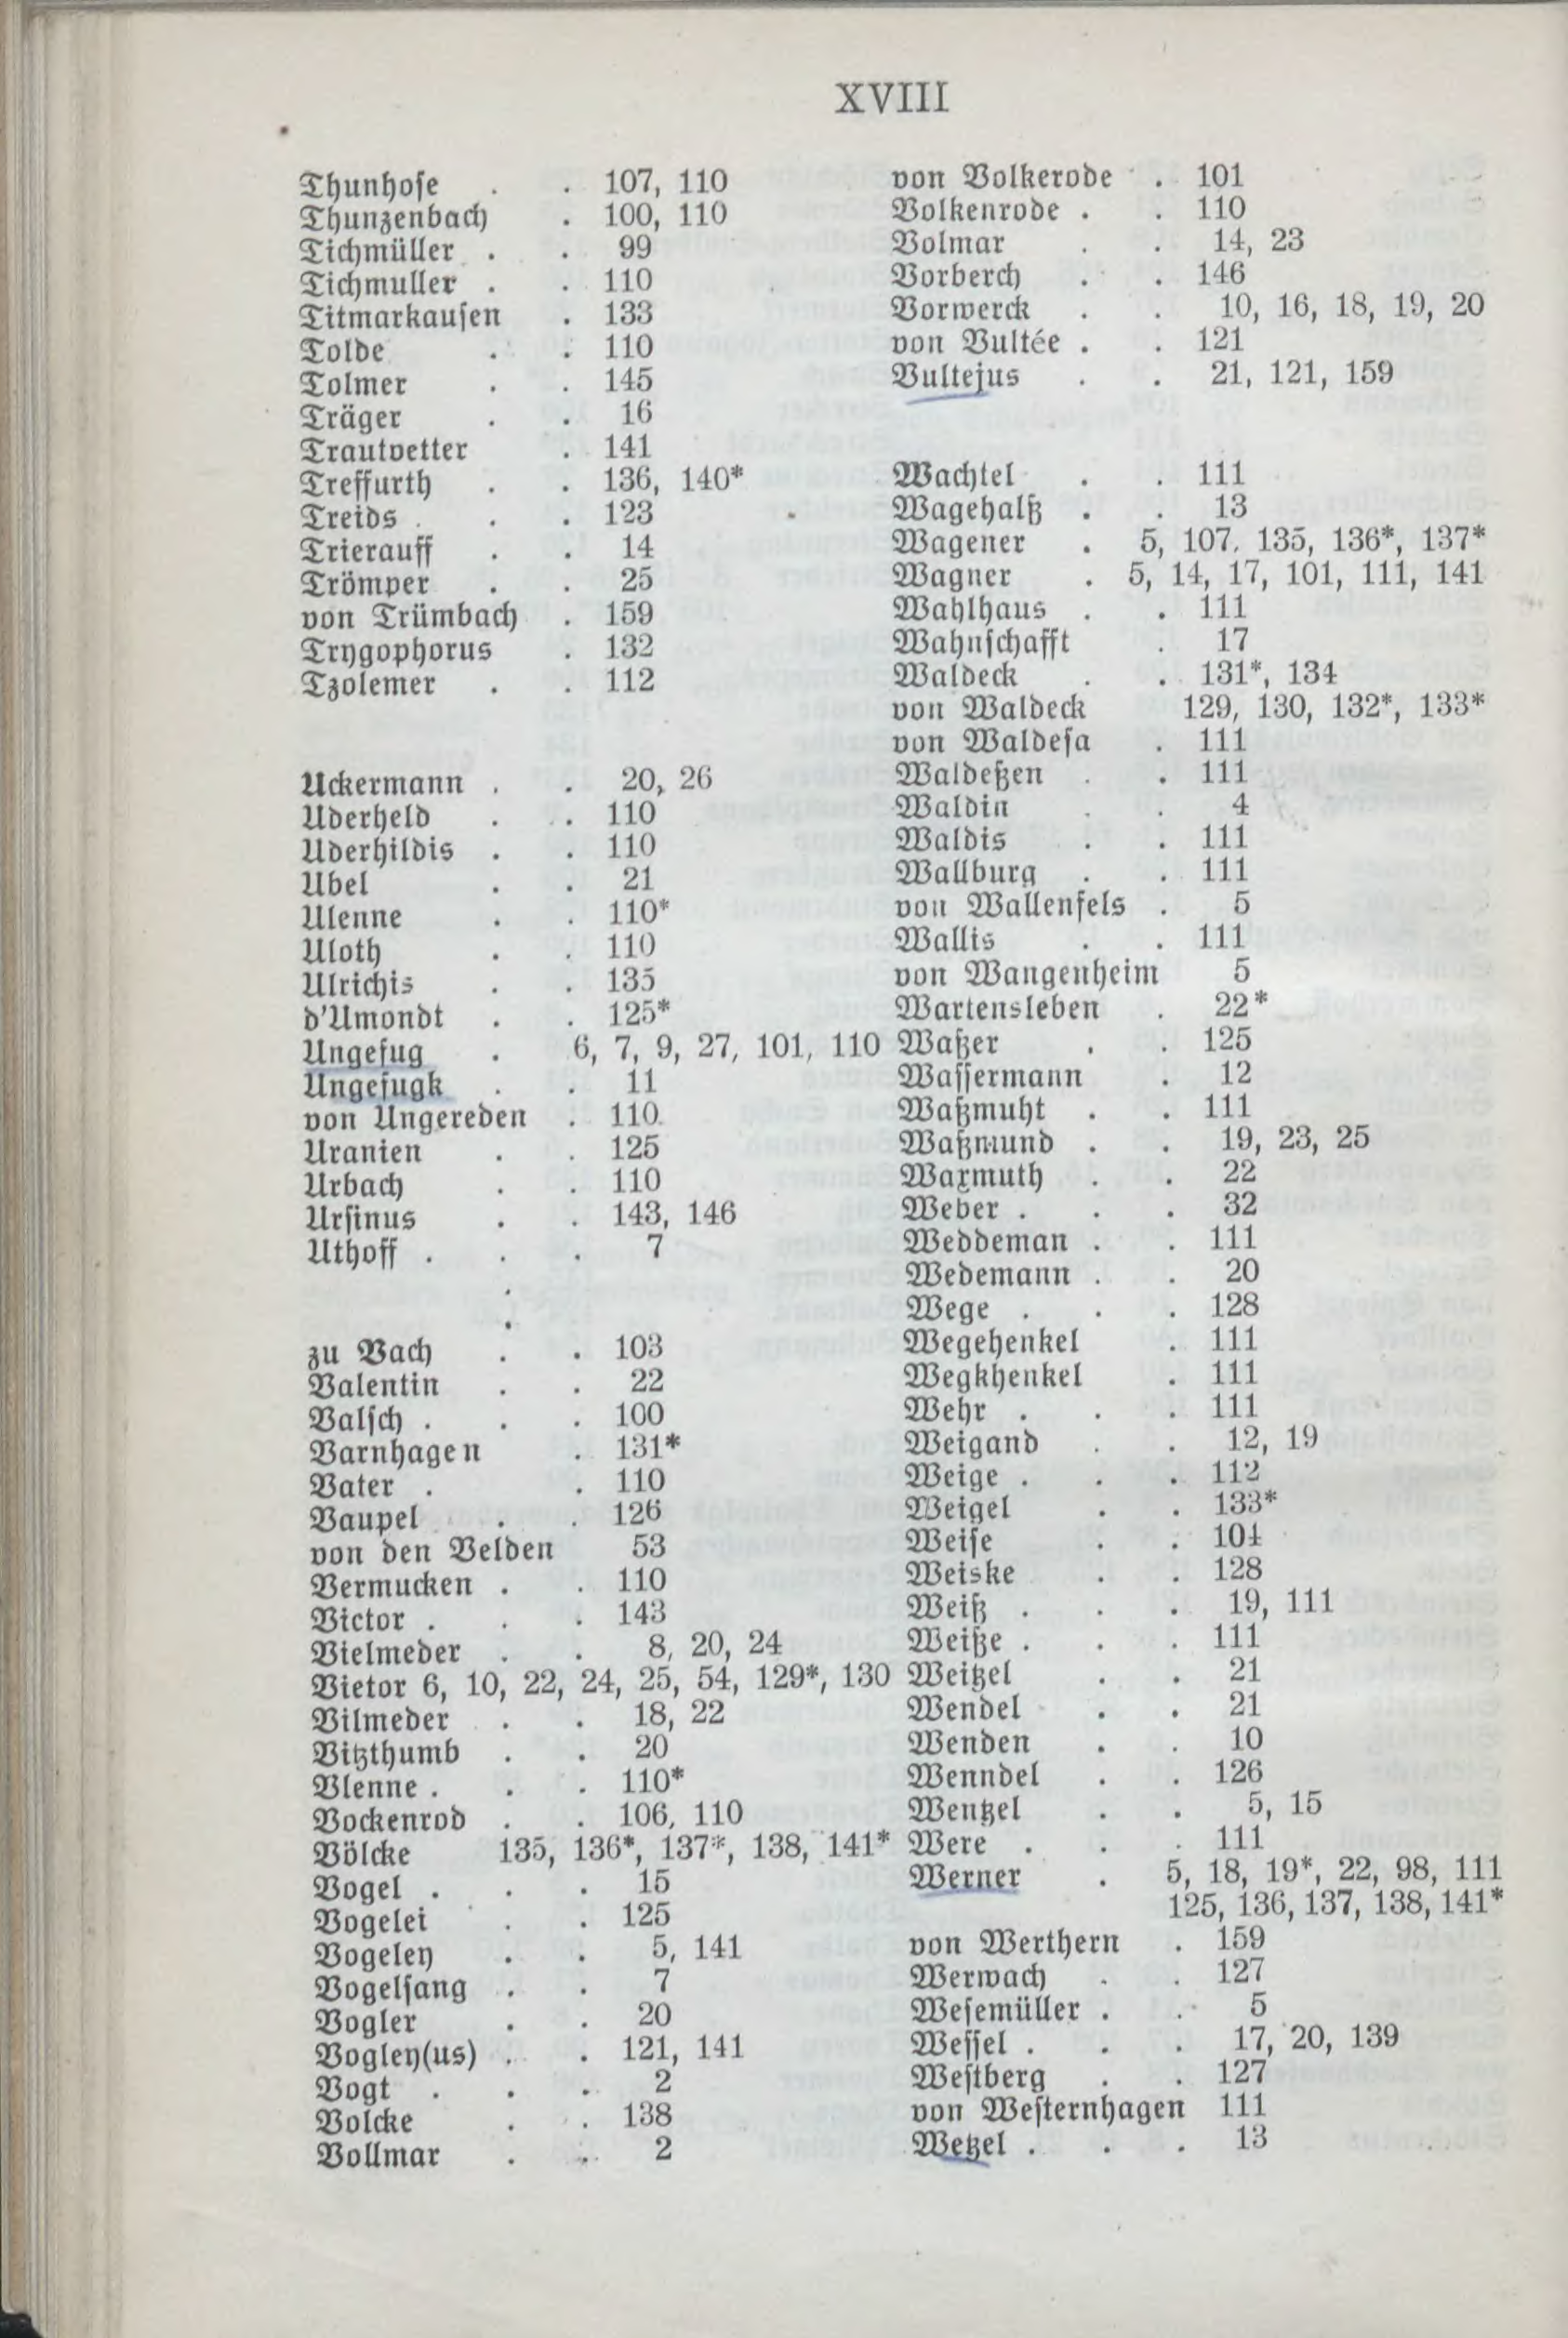 XVIII
Thunhose . . 107, 110
Thunzenbach . 100, 110
Tichmüller . . 99
Tichmuller . . 110
Titmarkausen . 133
Tolde . . 110
Tolmer . . 145
Träger . . 16
Trautvetter . 141
Treffurth . . 136, 140*
Treids . . . 123
Trierauff . . 14
Trömper . . 25
von Trümbach . 159
Trygophorus . 132
Tzolemer . . 112
Uckermann . . 20, 26
Uderheld . . 110
Uderhildis . . 110
Ubel . . 21
Ulenne . . 110*
Uloth . . 110
Ulrichis . . 135
d'Umondt . . 125*
Ungefug . 6, 7, 9, 27, 101, 110
Ungefugk . . 11
von Ungereden . 110
Uranien . . 125
Urbach . . 110
Ursinus . . 143, 146
Uthoff . . . 7
zu Vach . . 103
Valentin . . 22
Valsch . . . 100
Varnhagen . 131*
Vater . . 110
Vaupel . . 126
von den Velden 53
Vermucken . . 110
Victor . . . 143
Vielmeder . . 8, 20, 24
Vietor 6, 10, 22, 24, 25, 54, 129*, 130
Vilmeder . . 18, 22
Vitzthumb . . 20
Vlenne . . . 110*
Vockenrod . . 106, 110
Völcke 135, 136*, 137*, 138, 141*
Vogel . . . 15
Vogelei . . 125
Vogeley . . 5, 141
Vogelsang . . 7
Vogler . . 20
Vogley(us) . . 121, 141
Vogt . . . 2
Volcke . . 138
Vollmar . . 2
von Volkerode . 101
Volkenrode . . 110
Volmar . . 14, 23
Vorberch . . 146
Vorwerck . . 10, 16, 18, 19, 20
von Vultée . . 121
Vultejus . . 21, 121, 159
Wachtel . . 111
Wagehalß . . 13
Wagener . 5, 107, 135, 136*, 137*
Wagner . 5, 14, 17, 101, 111, 141
Wahlhaus . . 111
Wahnschafft . 17
Waldeck . . 131*, 134
von Waldeck 129, 130, 132*, 133*
von Waldesa . 111
Waldeßen . . 111
Waldin . . 4
Waldis . . 111
Wallburg . . 111
von Wallenfels . 5
Wallis . . 111
von Wangenheim 5
Wartensleben . 22*
Waßer . . 125
Wassermann . 12
Waßmuht . . 111
Waßmund . . 19, 23, 25
Waxmuth . . 22
Weber . . . 32
Weddeman . . 111
Wedemann . . 20
Wege . . . 128
Wegehenkel . 111
Wegkhenkel . 111
Wehr . . . 111
Weigand . . 12, 19
Weige . . . 112
Weigel . . 133*
Weise . . 104
Weiske . . 128
Weiß . . . 19, 111
Weiße . . . 111
Weitzel . . 21
Wendel . . 21
Wenden . . 10
Wenndel . . 126
Wentzel . . 5, 15
Were . . . 111
Werner . 5, 18, 19*, 22, 98, 111
125, 136, 137, 138, 141*
von Werthern . 159
Werwach . . 127
Wesemüller . . 5
Wessel . . . 17, 20, 139
Westberg . . 127
von Westernhagen 111
Wetzel . . . 13